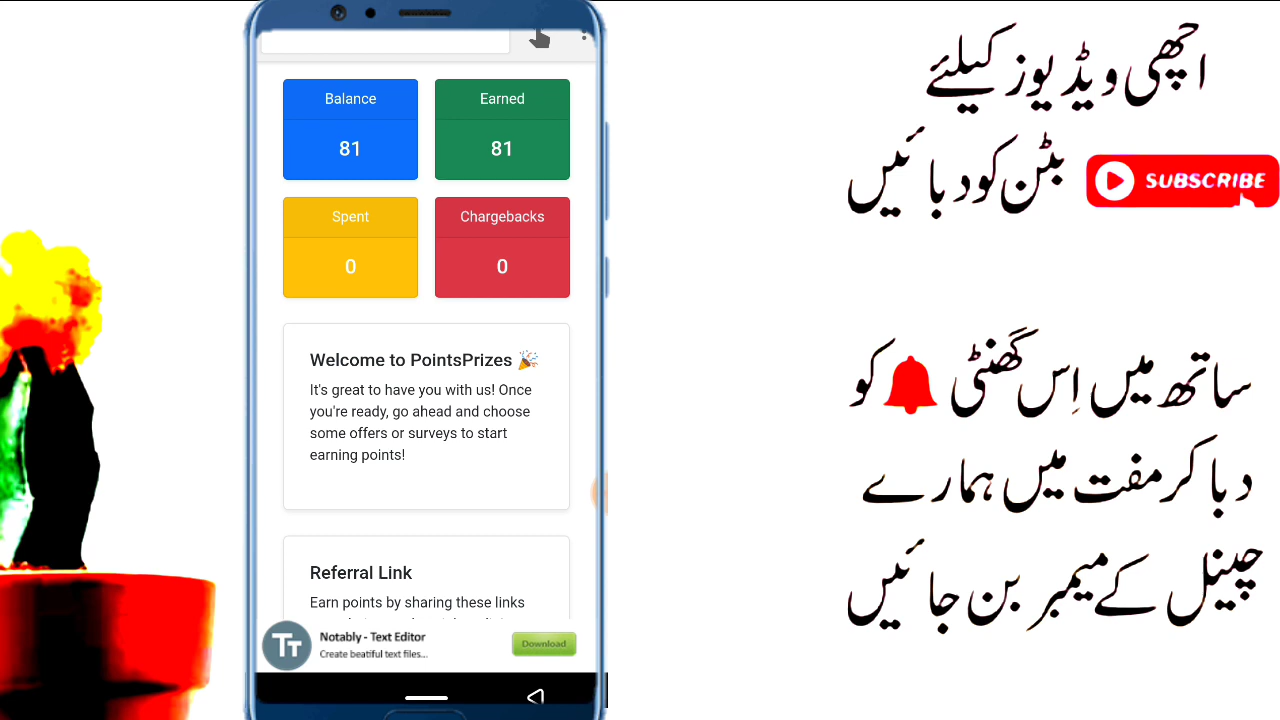 Balance
81
Earned
81
Spent
0
Chargebacks
0
Welcome to PointsPrizes 🎉
It's great to have you with us! Once
you're ready, go ahead and choose
some offers or surveys to start
earning points!
Referral Link
Earn points by sharing these links
Notably - Text Editor
Create beatiful text files...
Download
اچھی ویڈیوز کیلئے
بٹن کو دبائیں SUBSCRIBE
ساتھ میں اِس گھنٹی کو
دبا کر مفت میں ہمارے
چینل کے میمبر بن جائیں